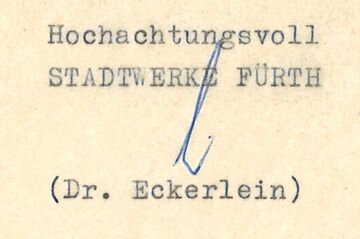 Hochachtungsvoll
STADTWERKE FÜRTH
(Dr. Eckerlein)